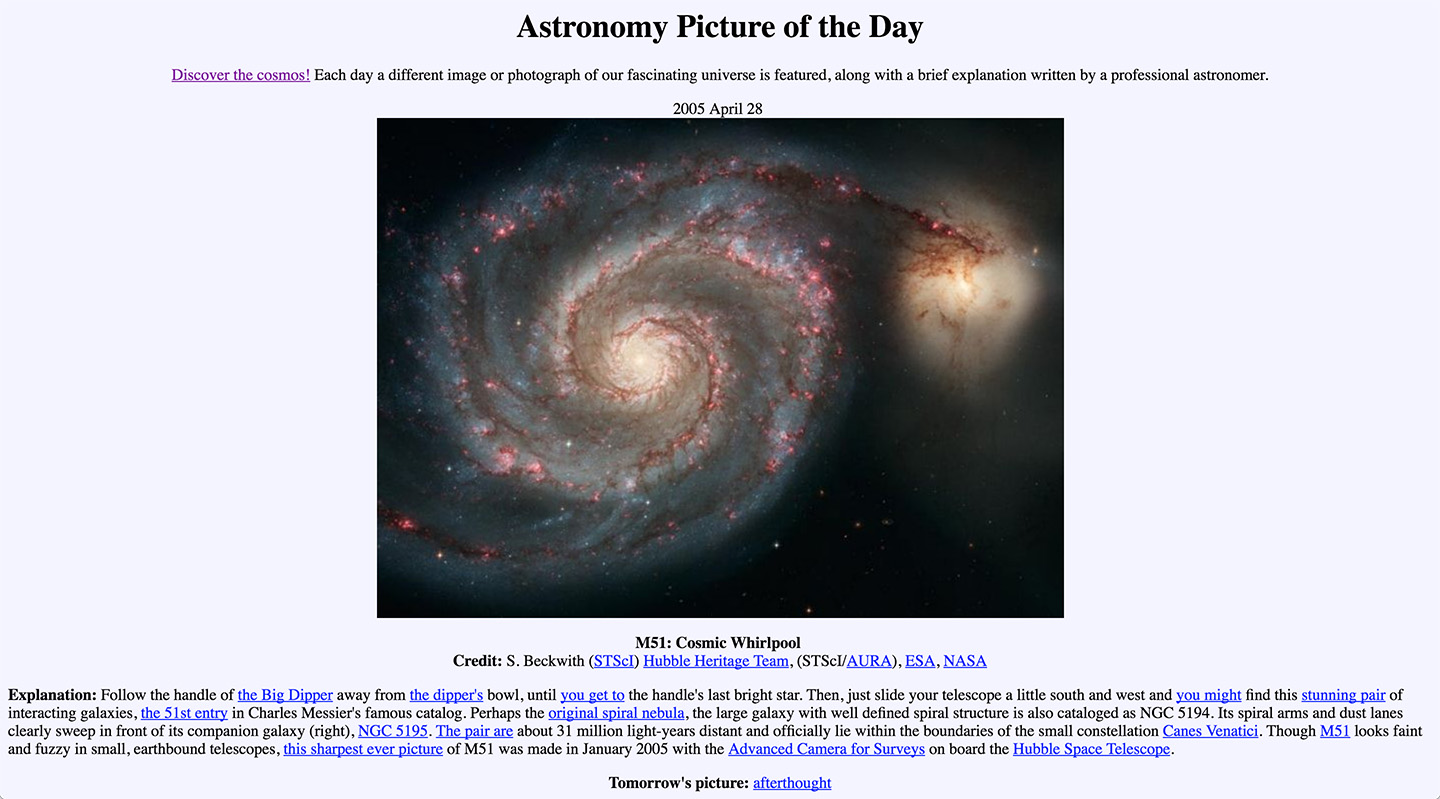 Astronomy Picture of the Day
Discover the cosmos! Each day a different image or photograph of our fascinating universe is featured, along with a brief explanation written by a professional astronomer.
2005 April 28
M51: Cosmic Whirlpool
Credit: S. Beckwith (STScI) Hubble Heritage Team, (STScI/AURA), ESA, NASA
Explanation: Follow the handle of the Big Dipper away from the dipper's bowl, until you get to the handle's last bright star. Then, just slide your telescope a little south and west and you might find this stunning pair of
interacting galaxies, the 51st entry in Charles Messier's famous catalog. Perhaps the original spiral nebula, the large galaxy with well defined spiral structure is also cataloged as NGC 5194. Its spiral arms and dust lanes
clearly sweep in front of its companion galaxy (right), NGC 5195. The pair are about 31 million light-years distant and officially lie within the boundaries of the small constellation Canes Venatici. Though M51 looks faint
and fuzzy in small, earthbound telescopes, this sharpest ever picture of M51 was made in January 2005 with the Advanced Camera for Surveys on board the Hubble Space Telescope.
Tomorrow's picture: afterthought